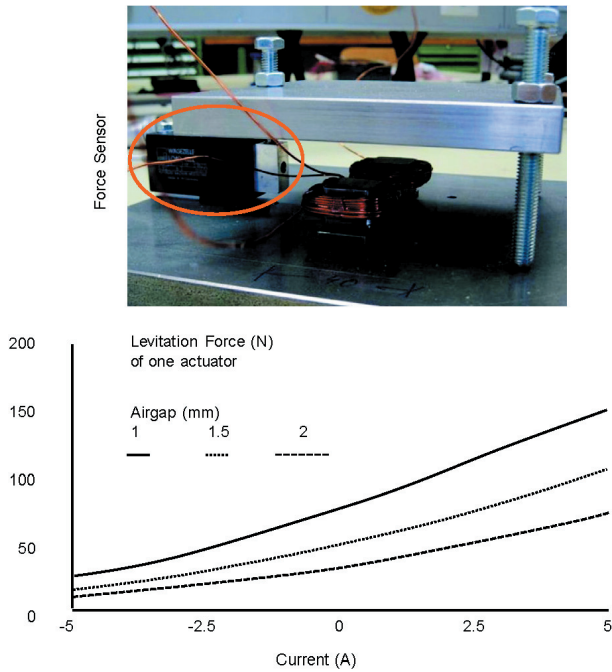 Force Sensor
WAEGZELLE
200
Levitation Force (N)
of one actuator
150
Airgap (mm)
1 1.5 2
100
50
0
-5 -2.5 0 2.5 5
Current (A)